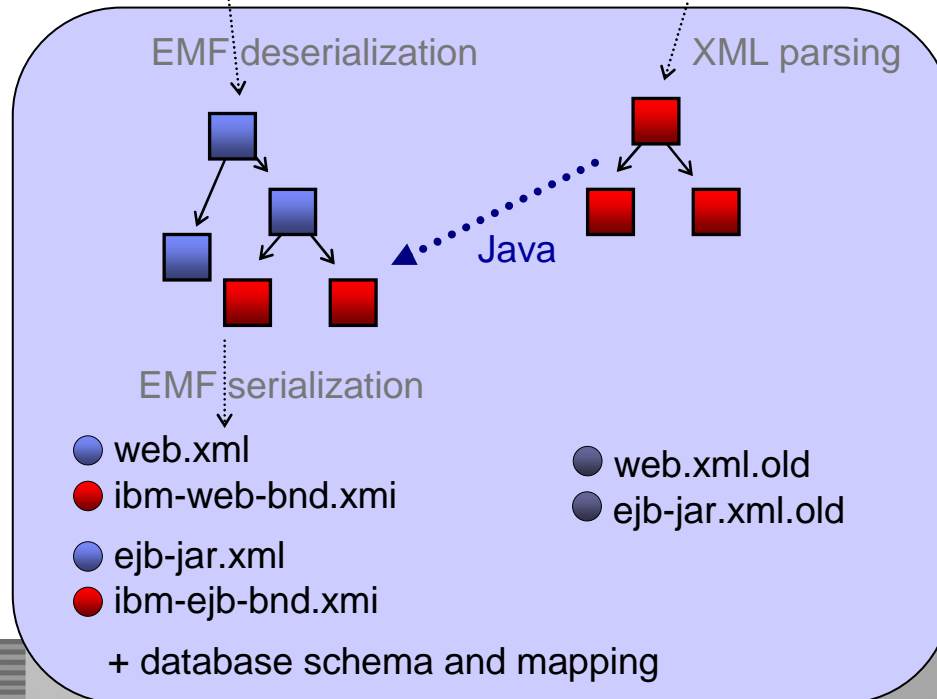 EMF deserialization
XML parsing
Java
EMF serialization
web.xml
ibm-web-bnd.xmi
ejb-jar.xml
ibm-ejb-bnd.xmi
web.xml.old
ejb-jar.xml.old
+ database schema and mapping